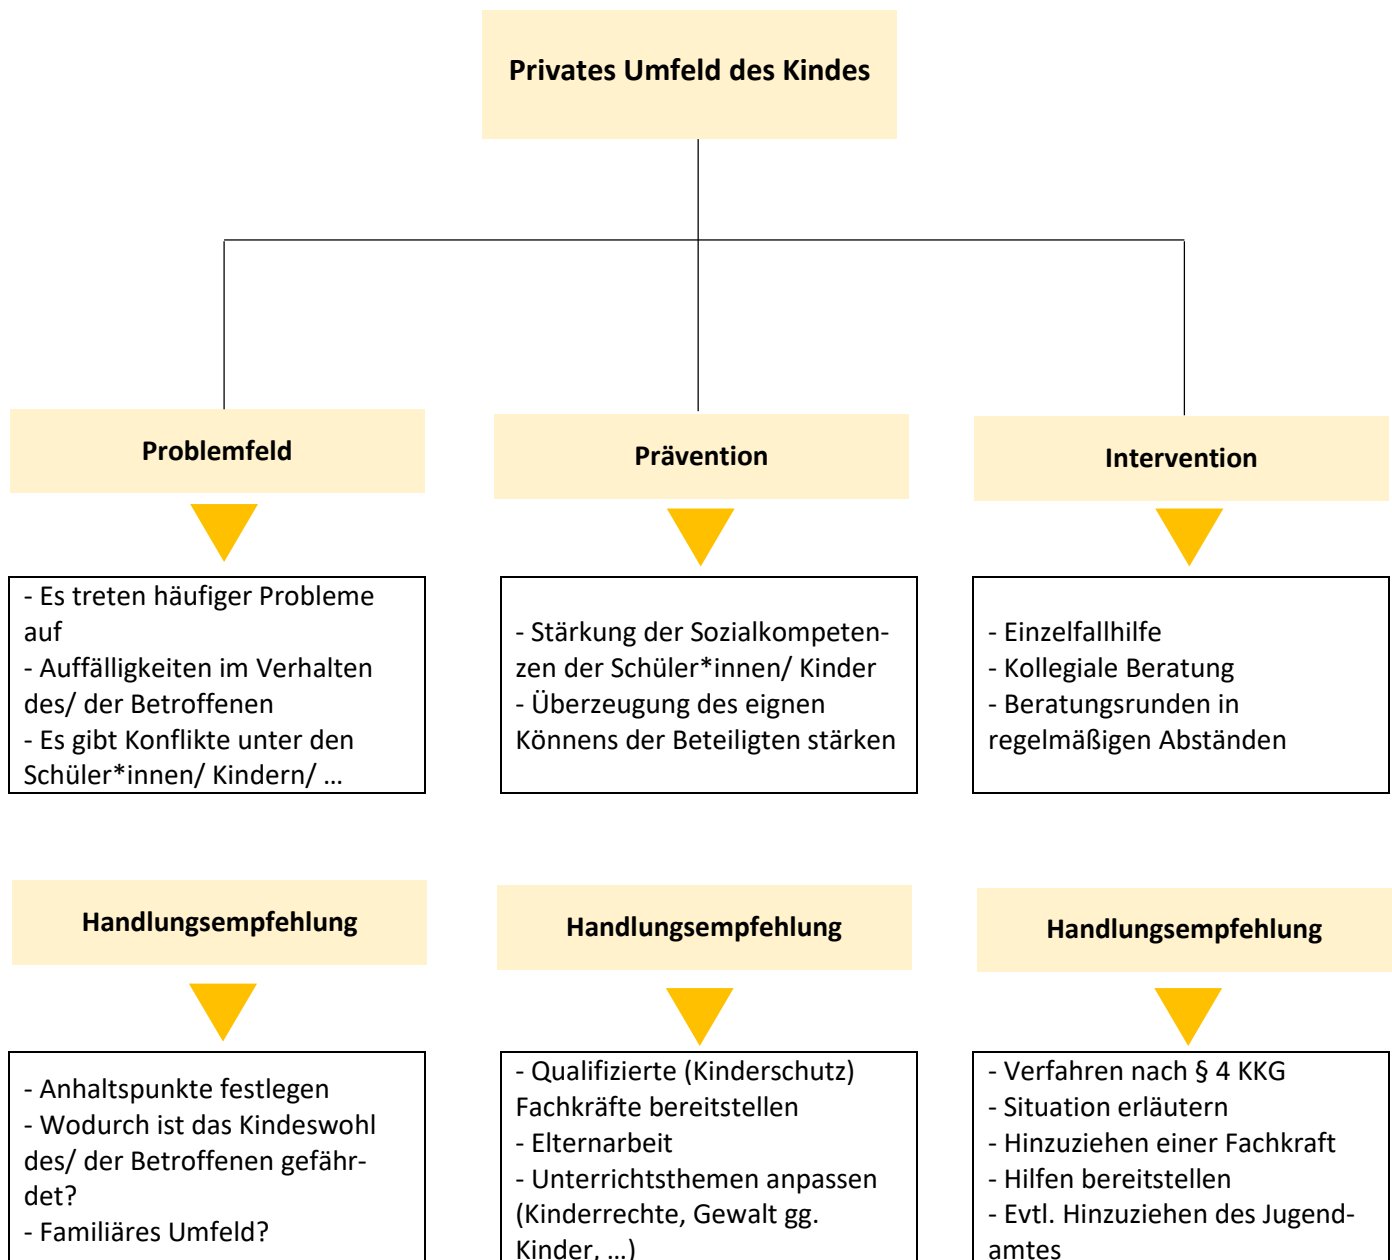 Privates Umfeld des Kindes
Problemfeld
- Es treten häufiger Probleme
auf
- Auffälligkeiten im Verhalten
des/ der Betroffenen
- Es gibt Konflikte unter den
Schüler*innen/ Kindern/ …
Prävention
- Stärkung der Sozialkompeten-
zen der Schüler*innen/ Kinder
- Überzeugung des eignen
Könnens der Beteiligten stärken
Intervention
- Einzelfallhilfe
- Kollegiale Beratung
- Beratungsrunden in
regelmäßigen Abständen
Handlungsempfehlung
- Anhaltspunkte festlegen
- Wodurch ist das Kindeswohl
des/ der Betroffenen gefähr-
det?
- Familiäres Umfeld?
Handlungsempfehlung
- Qualifizierte (Kinderschutz)
Fachkräfte bereitstellen
- Elternarbeit
- Unterrichtsthemen anpassen
(Kinderrechte, Gewalt gg.
Kinder, …)
Handlungsempfehlung
- Verfahren nach § 4 KKG
- Situation erläutern
- Hinzuziehen einer Fachkraft
- Hilfen bereitstellen
- Evtl. Hinzuziehen des Jugend-
amtes